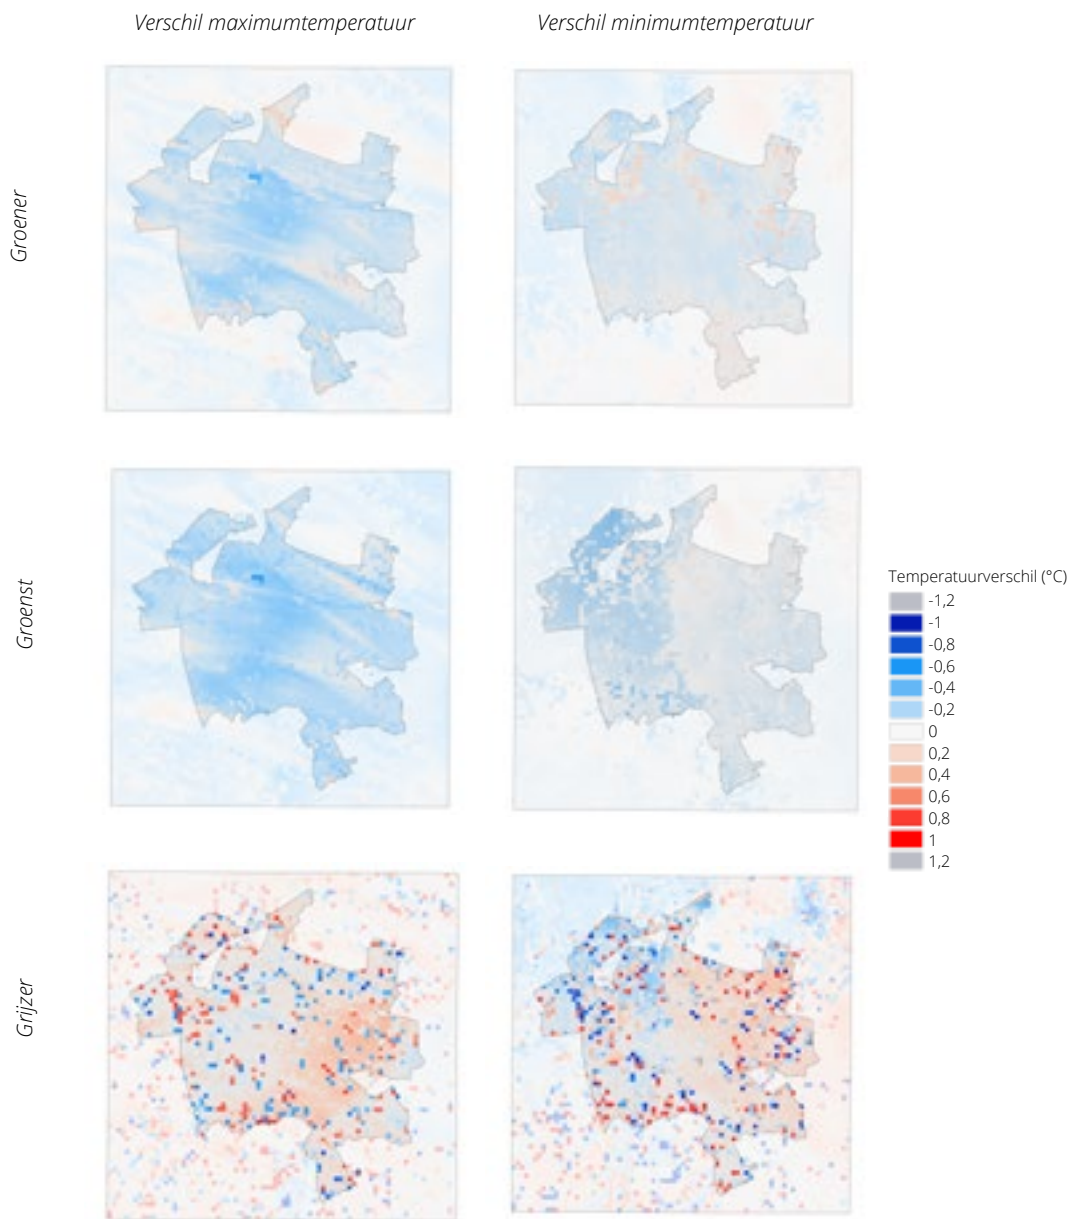 Verschil maximumtemperatuur
Verschil minimumtemperatuur
Groener
Groenst
Temperatuurverschil (°C)
-1,2
-1
-0,8
-0,6
-0,4
-0,2
0
0,2
0,4
0,6
0,8
1
1,2
Grijzer